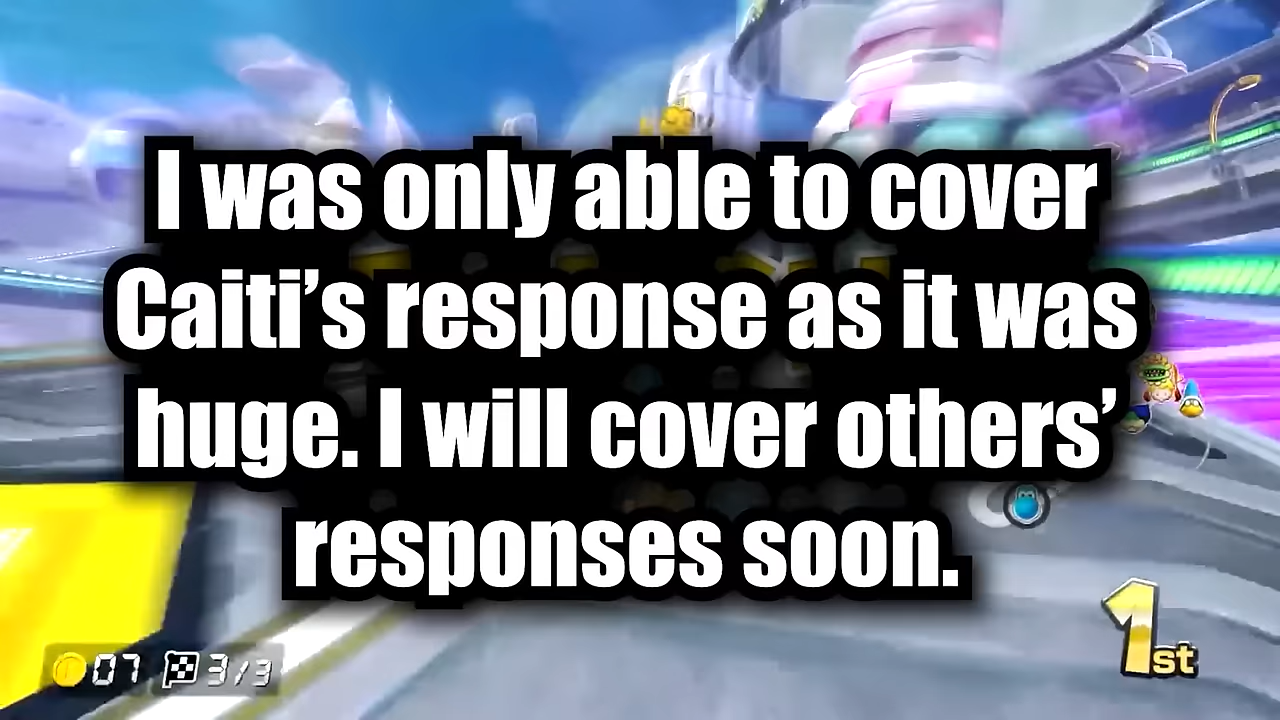 I was only able to cover
Caiti’s response as it was
huge. I will cover others’
responses soon.
07 3/3
1st